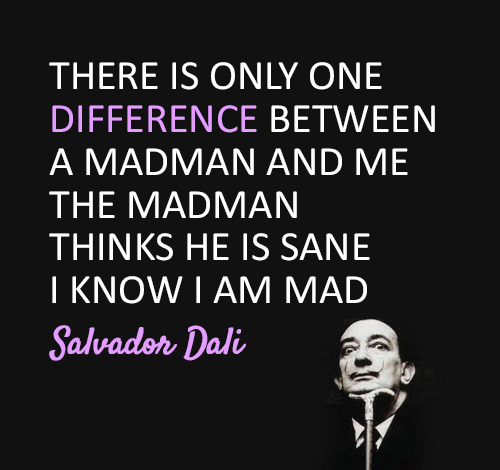 THERE IS ONLY ONE
DIFFERENCE BETWEEN
A MADMAN AND ME
THE MADMAN
THINKS HE IS SANE
I KNOW I AM MAD
Salvador Dali